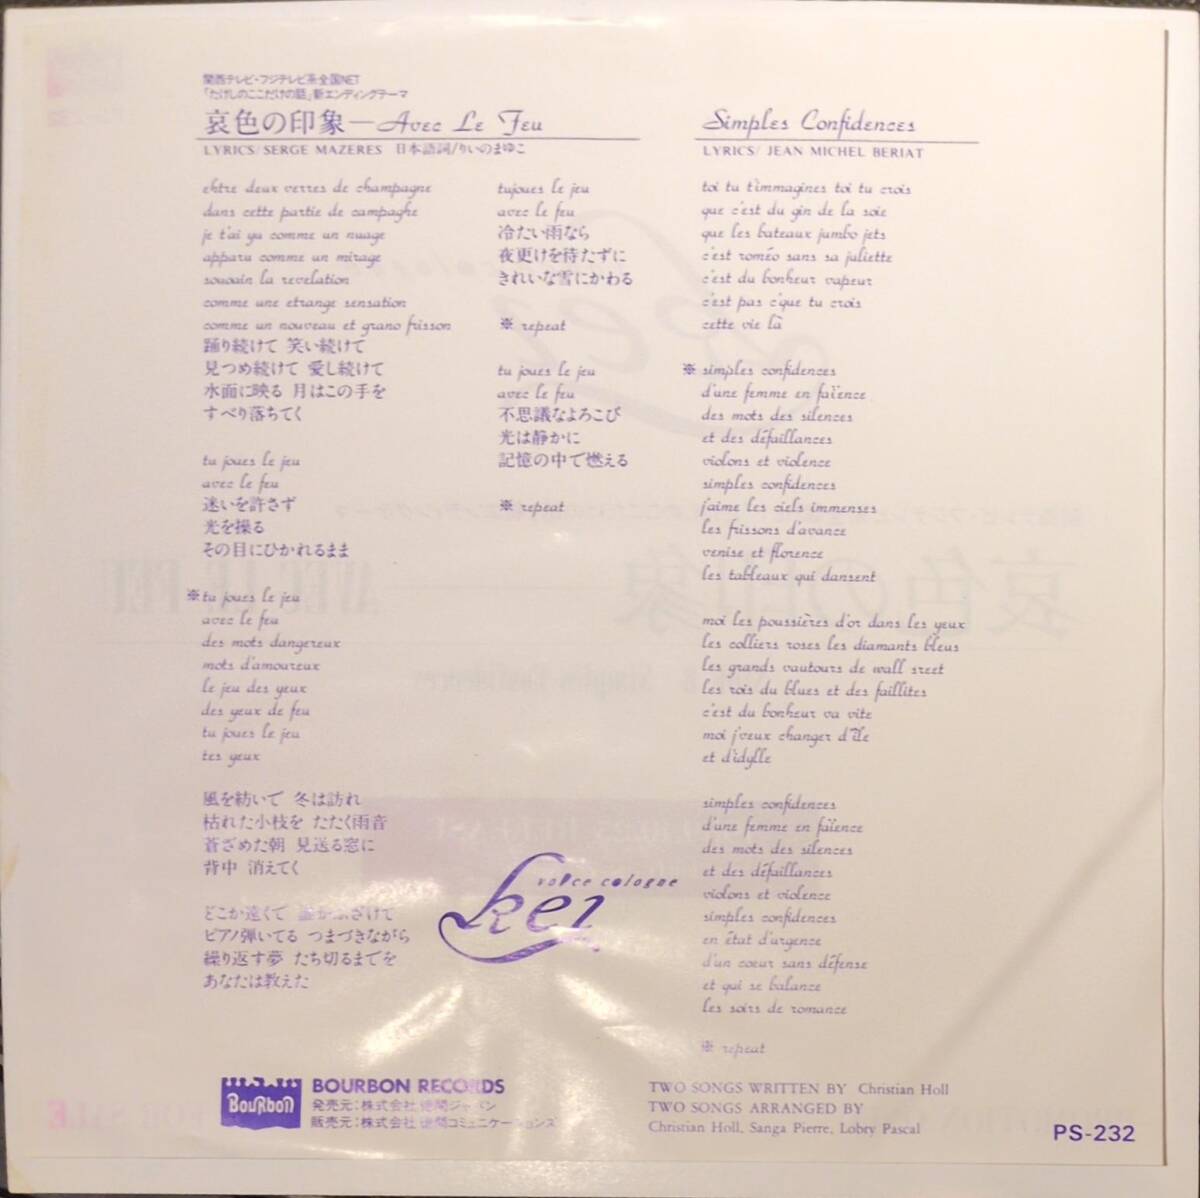 関西テレビ・フジテレビ系全国NET
「たけしのここだけの話」新エンディングテーマ
哀色の印象—Avec Le Feu
LYRICS/SERGE MAZERES 日本語詞/りいのまゆこ
entre deux verres de champagne
dans cette partie de campaghe
je t'ai yu comme un nuage
apparu comme un mirage
souoain la revelation
comme une etrange sensation
comme un nouveau et grano frisson
踊り続けて 笑い続けて
見つめ続けて 愛し続けて
水面に映る 月はこの手を
すべり落ちてく
tu joues le jeu
avec le feu
迷いを許さず
光を操る
その目にひかれるまま
※tu joues le jeu
avec le feu
des mots dangereux
mots d'amoureux
le jeu des yeux
des yeux de feu
tu joues le jeu
tes yeux
風を紡いで 冬は訪れ
枯れた小枝を たたく雨音
蒼ざめた朝 見送る窓に
背中 消えてく
どこか遠くで 誰かふざけて
ピアノ弾いてる つまづきながら
繰り返す夢 たち切るまでを
あなたは教えた
tujoues le jeu
avec le feu
冷たい雨なら
夜更けを待たずに
きれいな雪にかわる
※ repeat
tu joues le jeu
avec le feu
不思議なよろこび
光は静かに
記憶の中で燃える
※ repeat
Simples Confidences
LYRICS/ JEAN MICHEL BERIAT
toi tu t'immagines toi tu crois
que c'est du gin de la soie
que les bateaux jumbo jets
c'est roméo sans sa juliette
c'est du bonheur vapeur
c'est pas c'que tu crois
cette vie là
※ simples confidences
d'une femme en faïence
des mots des silences
et des défaillances
violons et violence
simples confidences
j'aime les ciels immenses
les frissons d'avance
venise et florence
les tableaux qui dansent
moi les poussières d'or dans les yeux
les colliers roses les diamants bleus
les grands vautours de wall sreet
les rois du blues et des faillites
c'est du bonheur va vite
moi j'veux changer d'île
et d'idylle
simples confidences
d'une femme en faïence
des mots des silences
et des défaillances
violons et violence
simples confidences
en état d'urgence
d'un coeur sans défense
et qui se balance
les soirs de romance
※ repeat
voice cologne
kei
Bourbon
BOURBON RECORDS
発売元：株式会社 徳間ジャパン
販売元：株式会社 徳間コミュニケーションズ
TWO SONGS WRITTEN BY Christian Holl
TWO SONGS ARRANGED BY
Christian Holl, Sanga Pierre, Lobry Pascal
PS-232